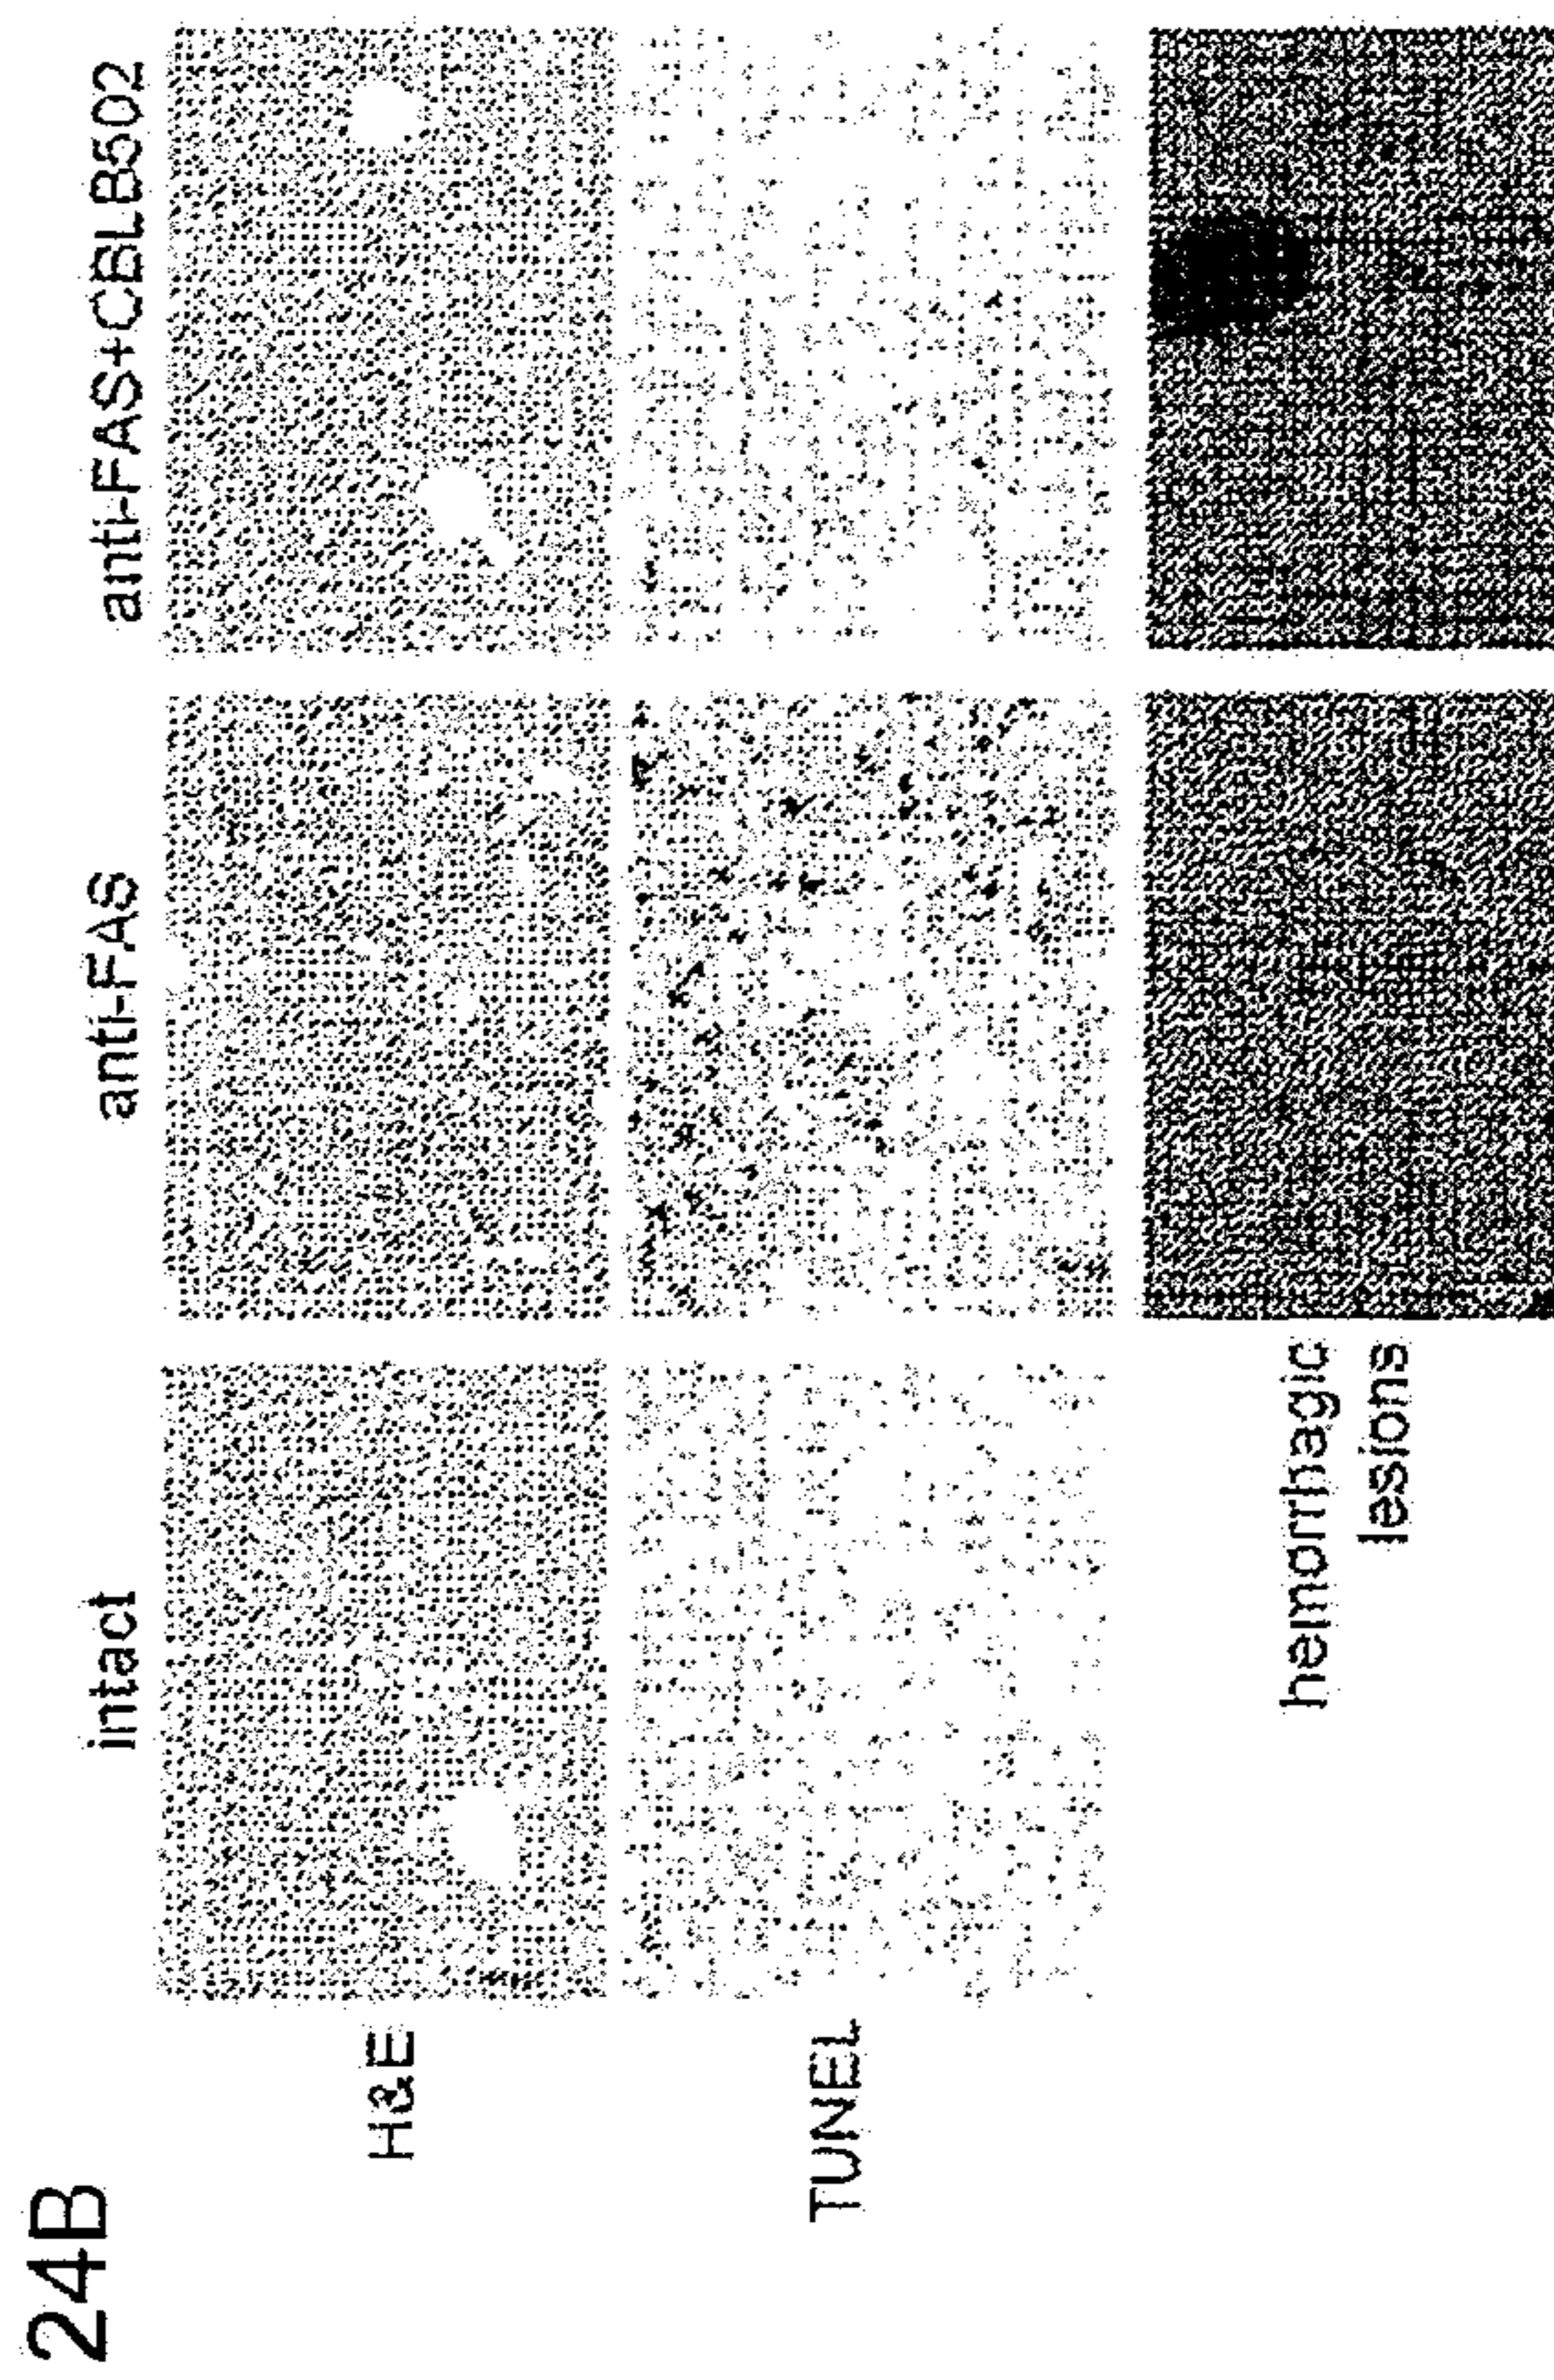 24B
intact
anti-FAS
anti-FAS+CBLB502
H&E
TUNEL
hemorrhagic
lesions